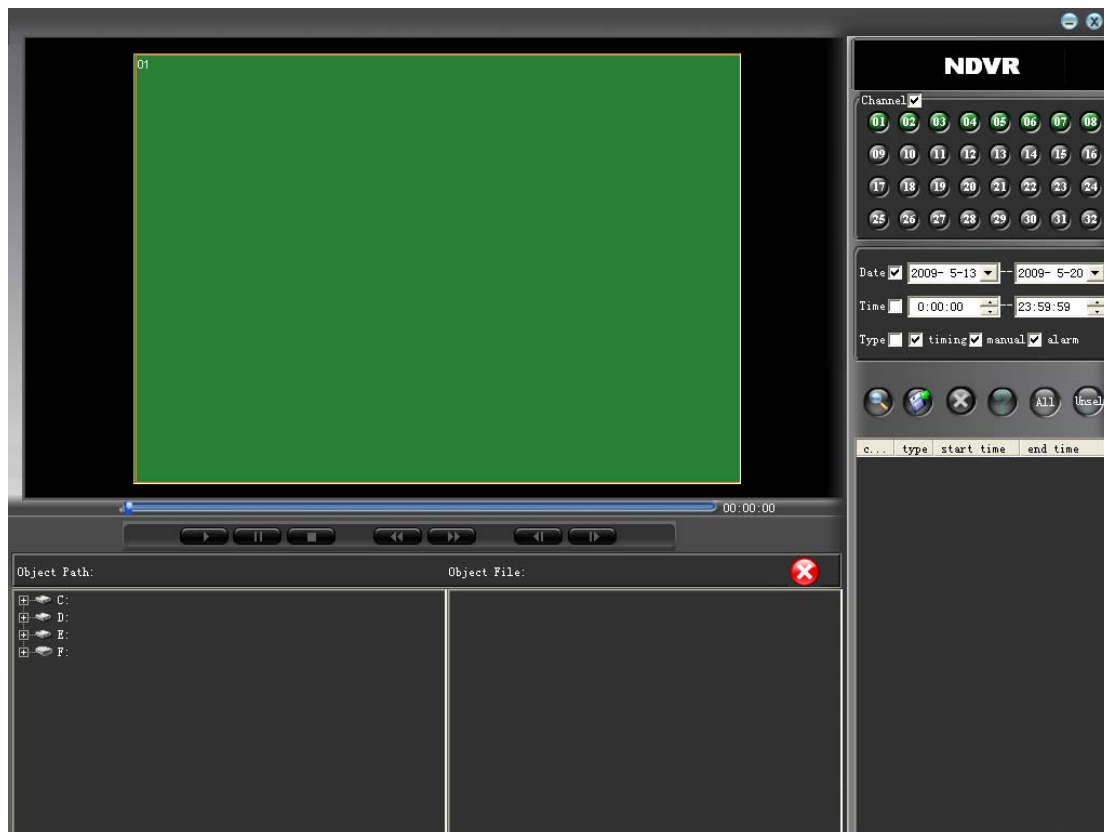 01
NDVR
Channel
01 02 03 04 05 06 07 08
09 10 11 12 13 14 15 16
17 18 19 20 21 22 23 24
25 26 27 28 29 30 31 32
Date 2009- 5-13 -- 2009- 5-20
Time 0:00:00 -- 23:59:59
Type timing manual alarm
All Unsel
c... type start time end time
00:00:00
Object Path: Object File:
C:
D:
E:
F: